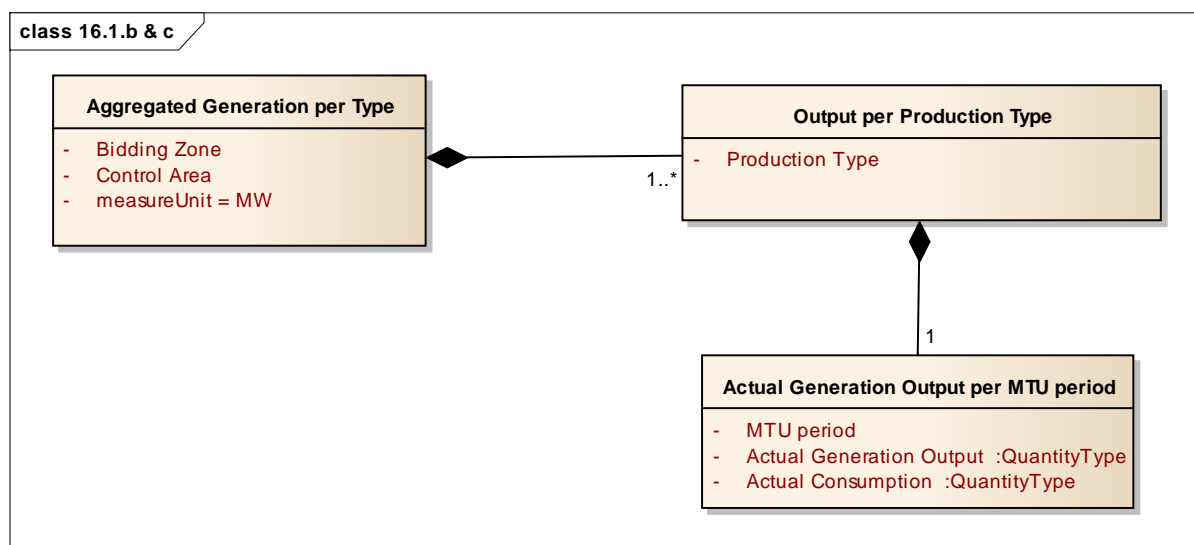 class 16.1.b & c
Aggregated Generation per Type
- Bidding Zone
- Control Area
- measureUnit = MW
1..*
Output per Production Type
- Production Type
1
Actual Generation Output per MTU period
- MTU period
- Actual Generation Output :QuantityType
- Actual Consumption :QuantityType